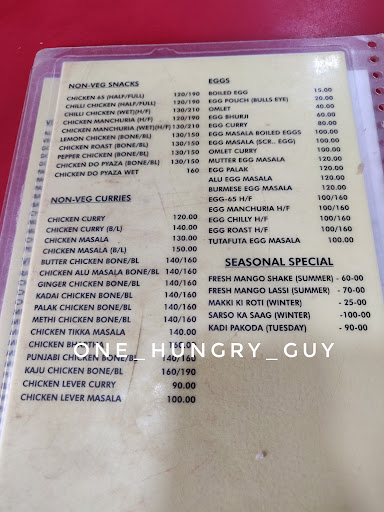 NON-VEG SNACKS
CHICKEN 65 (HALF/FULL) 120/190
CHILLI CHICKEN (HALF/FULL) 120/190
CHILLI CHICKEN (WET)(H/F) 130/210
CHICKEN MANCHURIA (H/F) 120/190
CHICKEN MANCHURIA (WET)(H/F) 130/210
LEMON CHICKEN (BONE/BL) 130/150
CHICKEN ROAST (BONE/BL) 130/150
PEPPER CHICKEN (BONE/BL) 130/150
CHICKEN DO PYAZA (BONE/BL) 130/150
CHICKEN DO PYAZA WET 160
NON-VEG CURRIES
CHICKEN CURRY 120.00
CHICKEN CURRY (B/L) 140.00
CHICKEN MASALA 130.00
CHICKEN MASALA (B/L) 150.00
BUTTER CHICKEN BONE/BL 140/160
CHICKEN ALU MASALA BONE/BL 140/160
GINGER CHICKEN BONE/BL 140/160
KADAI CHICKEN BONE/BL 140/160
PALAK CHICKEN BONE/BL 140/160
METHI CHICKEN BONE/BL 140/160
CHICKEN TIKKA MASALA 140.00
CHICKEN 160.00
PUNJABI CHICKEN BONE/BL 140/160
KAJU CHICKEN BONE/BL 160/190
CHICKEN LEVER CURRY 90.00
CHICKEN LEVER MASALA 100.00
EGGS
BOILED EGG 15.00
EGG POUCH (BULLS EYE) 20.00
OMLET 40.00
EGG BHURJI 60.00
EGG CURRY 80.00
EGG MASALA BOILED EGGS 100.00
EGG MASALA (SCR.. EGG) 100.00
OMLET CURRY 100.00
MUTTER EGG MASALA 120.00
EGG PALAK 120.00
ALU EGG MASALA 120.00
BURMESE EGG MASALA 120.00
EGG-65 H/F 100/160
EGG MANCHURIA H/F 100/160
EGG CHILLY H/F 100/160
EGG ROAST H/F 100/160
TUTAFUTA EGG MASALA 100.00
SEASONAL SPECIAL
FRESH MANGO SHAKE (SUMMER) - 60-00
FRESH MANGO LASSI (SUMMER) - 70-00
MAKKI KI ROTI (WINTER) - 25-00
SARSO KA SAAG (WINTER) -100-00
KADI PAKODA (TUESDAY) - 90-00
ONE_HUNGRY_GUY